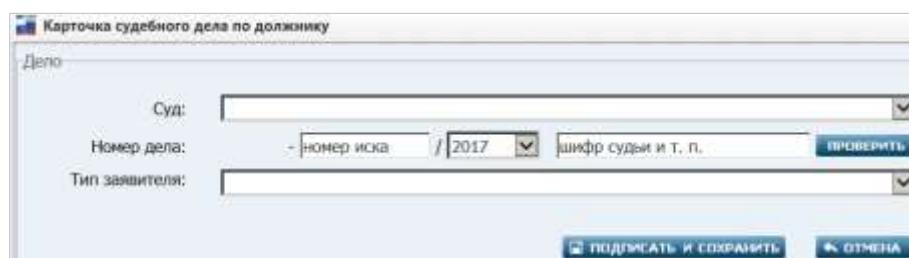 Карточка судебного дела по должнику
Дело
Суд:
Номер дела: - номер иска / 2017 шифр судьи и т. п. ПРОВЕРИТЬ
Тип заявителя:
ПОДПИСАТЬ И СОХРАНИТЬ ОТМЕНА